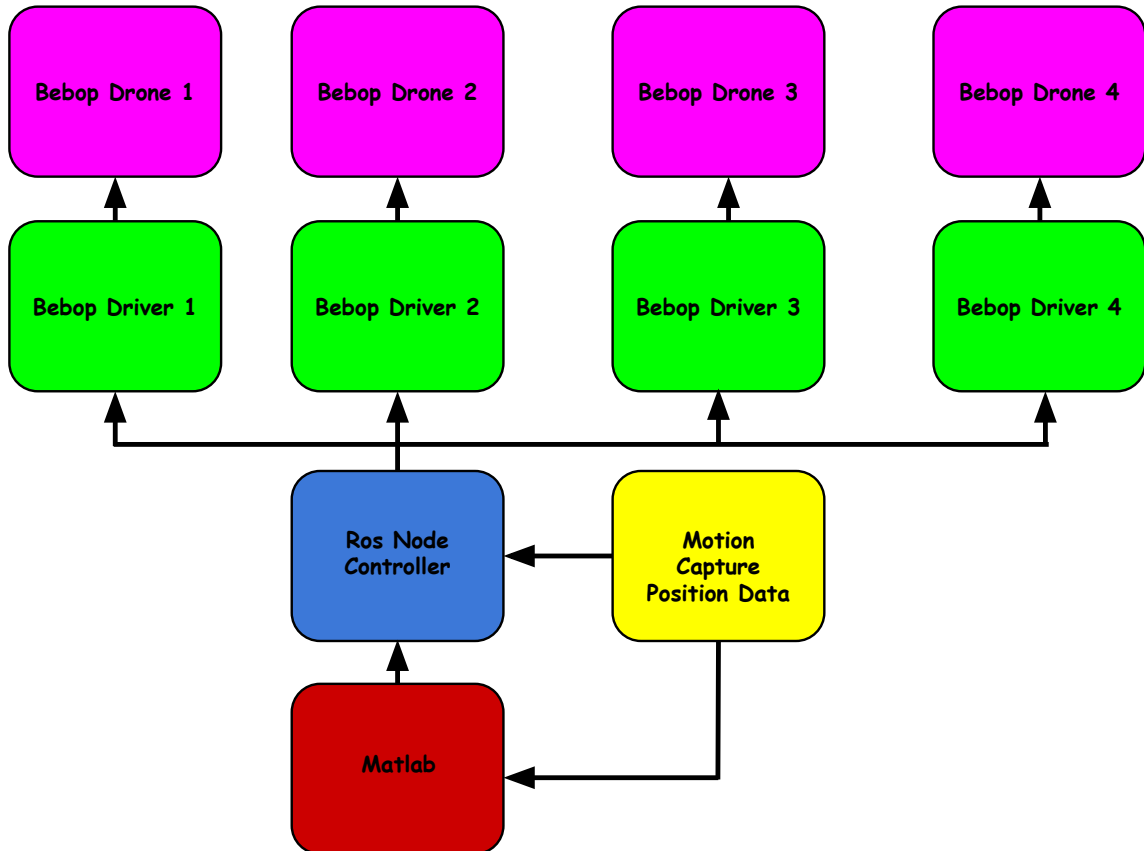 Bebop Drone 1
Bebop Drone 2
Bebop Drone 3
Bebop Drone 4
Bebop Driver 1
Bebop Driver 2
Bebop Driver 3
Bebop Driver 4
Ros Node
Controller
Motion
Capture
Position Data
Matlab